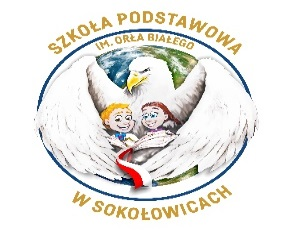 SZKOŁA PODSTAWOWA
IM. ORŁA BIAŁEGO
W SOKOŁOWICACH